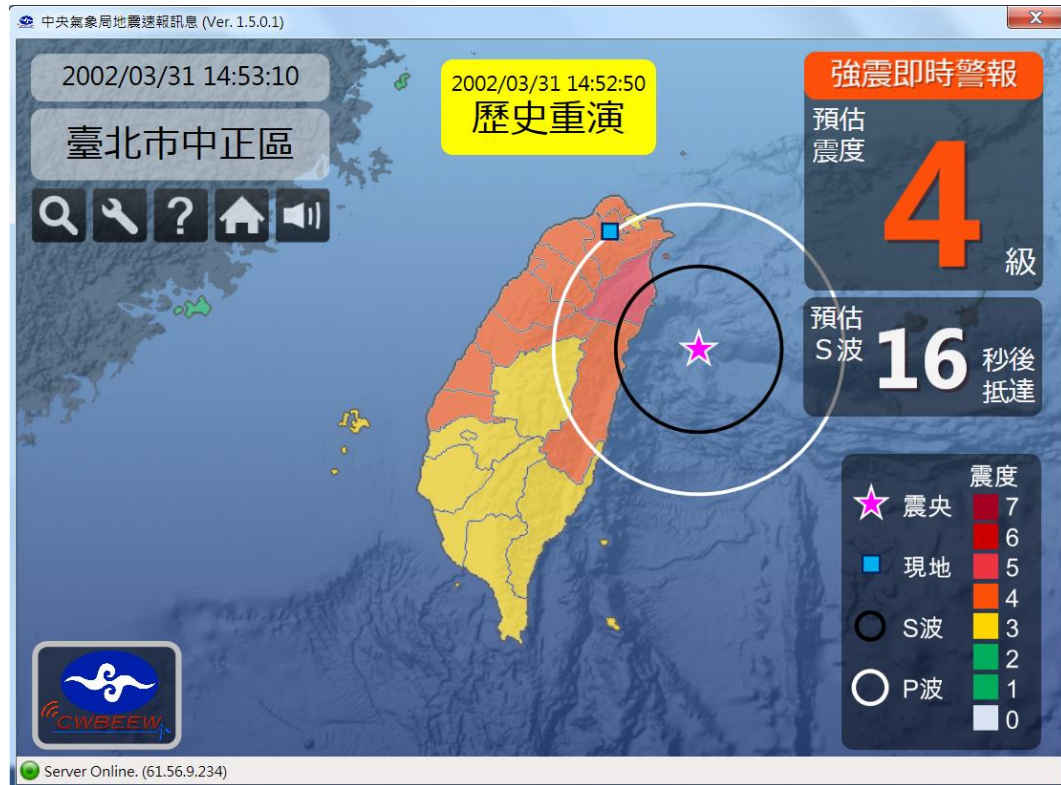 中央氣象局地震速報訊息 (Ver. 1.5.0.1)
X
2002/03/31 14:53:10
臺北市中正區
?
2002/03/31 14:52:50
歷史重演
強震即時警報
預估
震度
4
級
預估
S波
16
秒後
抵達
震度
震央
現地
S波
P波
7
6
5
4
3
2
1
0
CWBEEW
Server Online. (61.56.9.234)